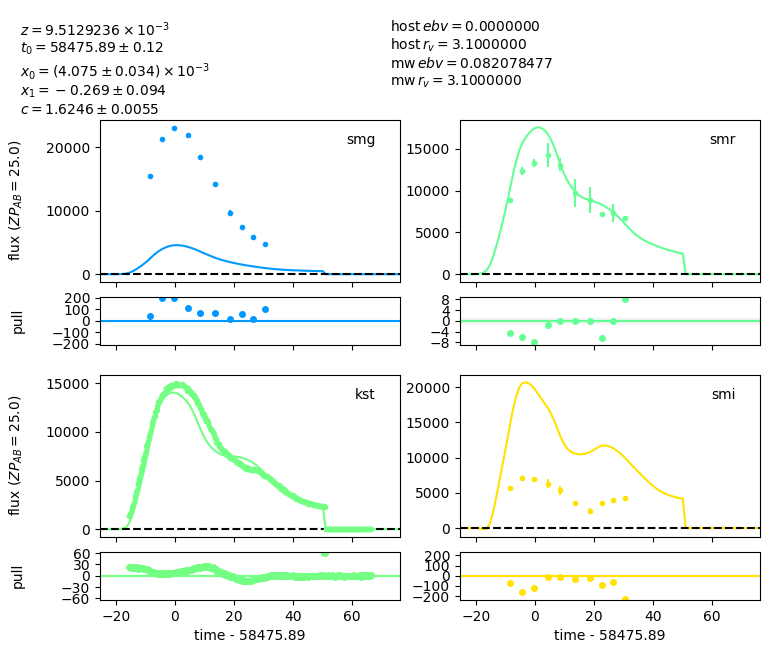 z = 9.5129236 × 10⁻³
t₀ = 58475.89 ± 0.12
x₀ = (4.075 ± 0.034) × 10⁻³
x₁ = − 0.269 ± 0.094
c = 1.6246 ± 0.0055
host ebv = 0.0000000
host r_v = 3.1000000
mw ebv = 0.082078477
mw r_v = 3.1000000
flux (ZP_AB = 25.0)
20000
10000
0
smg
15000
10000
5000
0
smr
pull
200
100
0
−100
−200
8
4
0
−4
−8
flux (ZP_AB = 25.0)
15000
10000
5000
0
kst
20000
15000
10000
5000
0
smi
pull
60
30
0
−30
−60
200
100
0
−100
−200
−20 0 20 40 60
−20 0 20 40 60
time - 58475.89
time - 58475.89